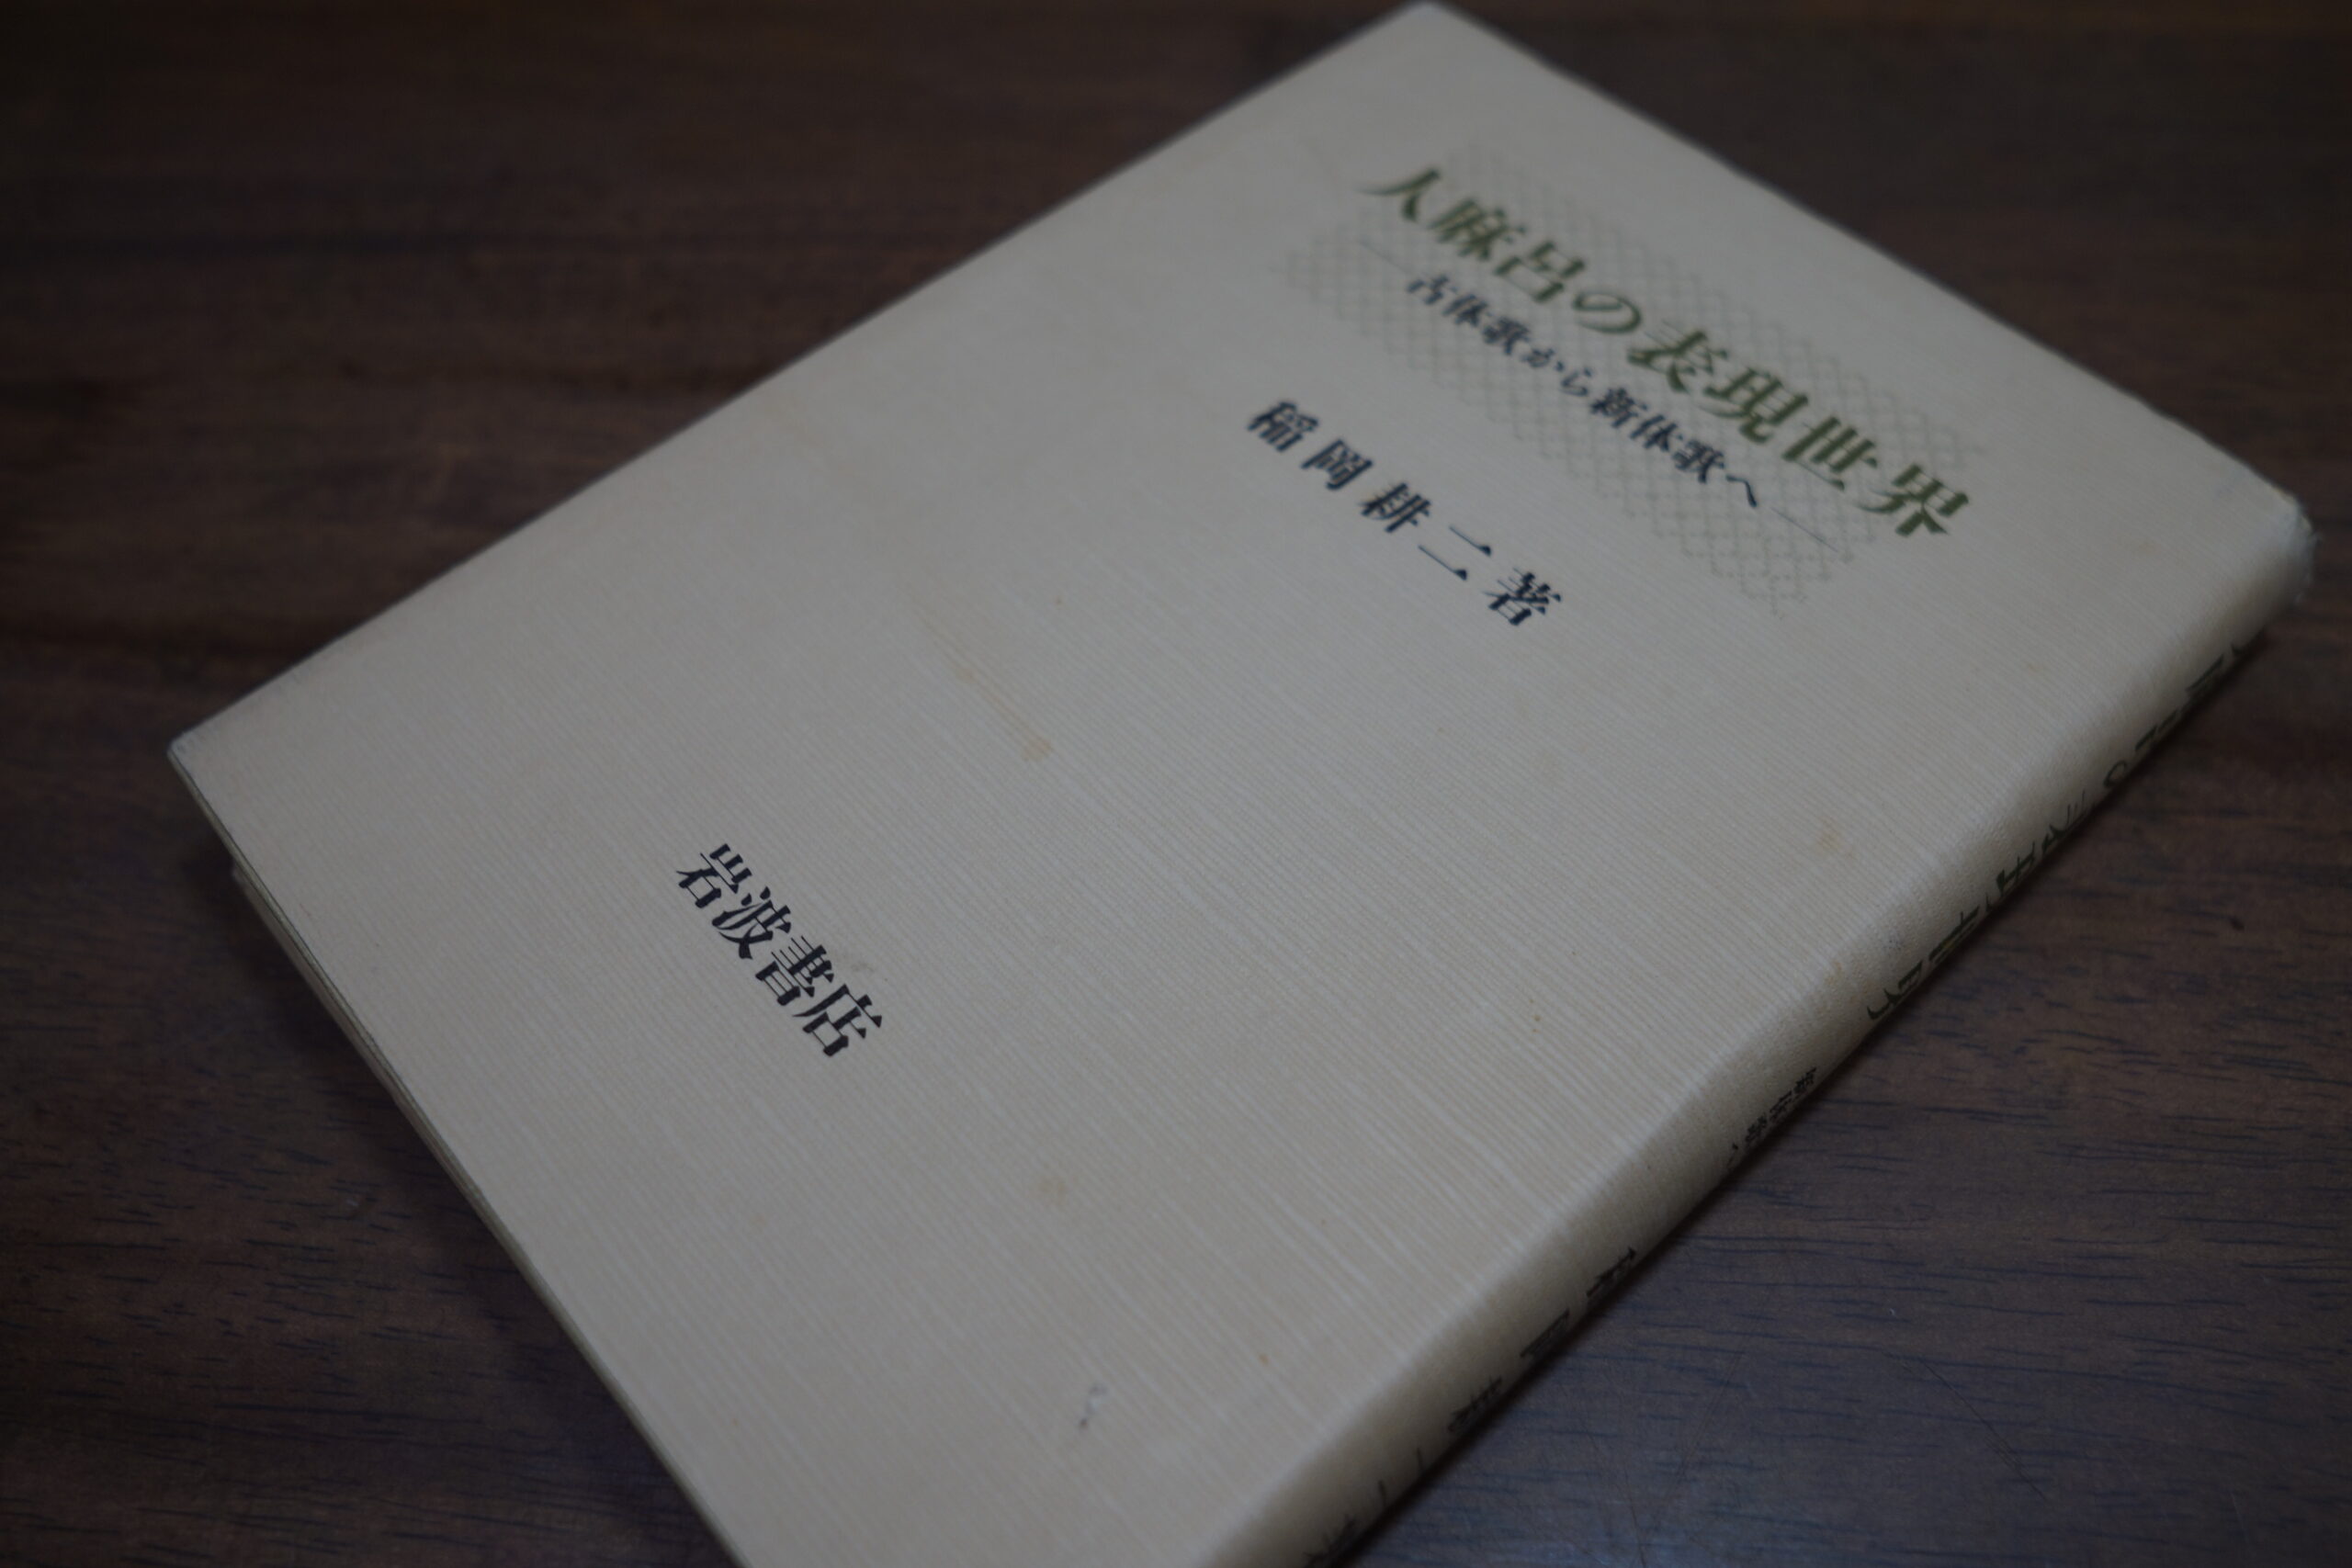 人麻呂の表現世界
―古体歌から新体歌へ―
稲岡耕二著
岩波書店